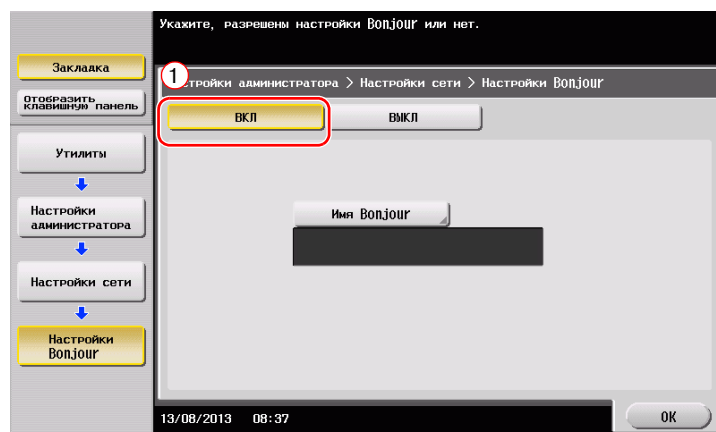 Укажите, разрешены настройки Bonjour или нет.
Закладка
Отобразить
клавишную панель
Утилиты
Настройки
администратора
Настройки сети
Настройки
Bonjour
1
тройки администратора > Настройки сети > Настройки Bonjour
ВКЛ
ВЫКЛ
Имя Bonjour
13/08/2013 08:37
OK